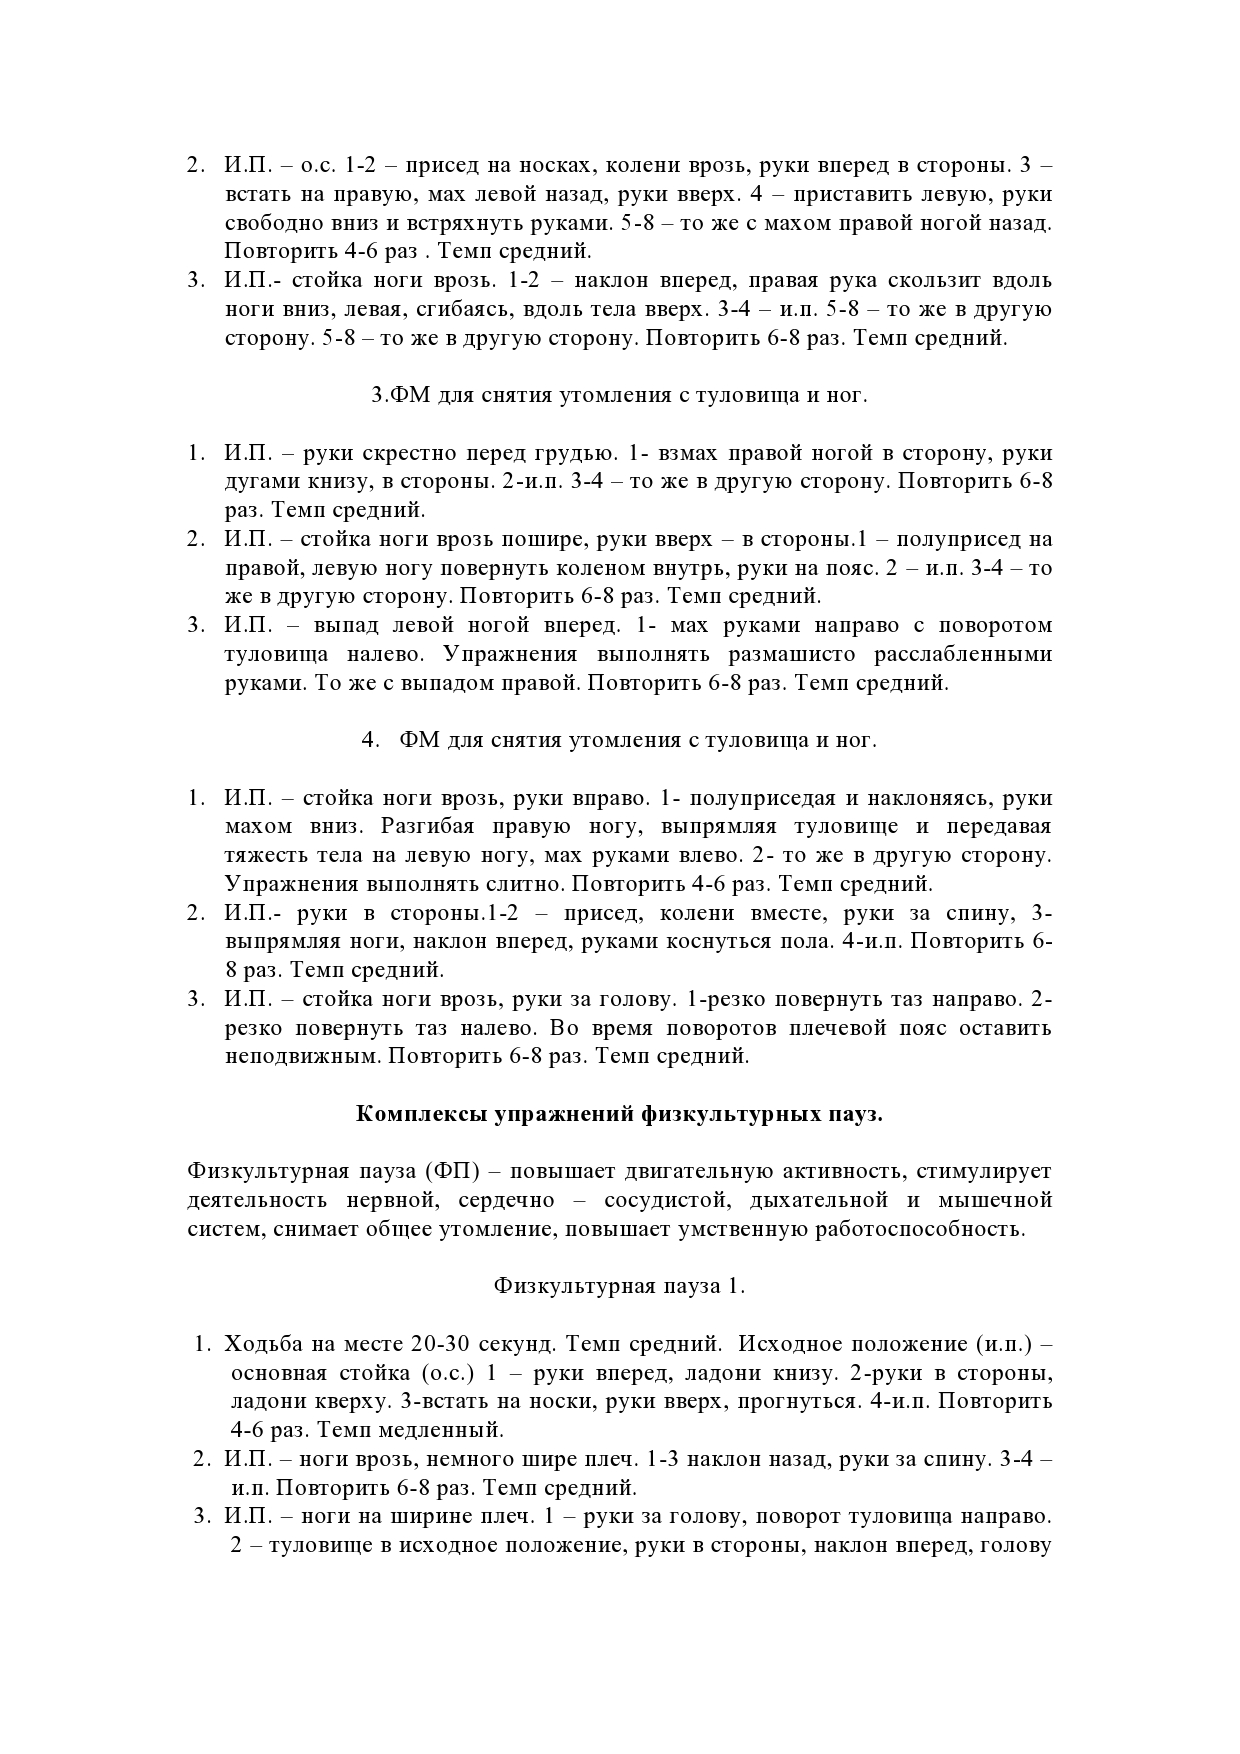 2. И.П. – о.с. 1-2 – присед на носках, колени врозь, руки вперед в стороны. 3 –
встать на правую, мах левой назад, руки вверх. 4 – приставить левую, руки
свободно вниз и встряхнуть руками. 5-8 – то же с махом правой ногой назад.
Повторить 4-6 раз . Темп средний.
3. И.П.- стойка ноги врозь. 1-2 – наклон вперед, правая рука скользит вдоль
ноги вниз, левая, сгибаясь, вдоль тела вверх. 3-4 – и.п. 5-8 – то же в другую
сторону. 5-8 – то же в другую сторону. Повторить 6-8 раз. Темп средний.
3.ФМ для снятия утомления с туловища и ног.
1. И.П. – руки скрестно перед грудью. 1- взмах правой ногой в сторону, руки
дугами книзу, в стороны. 2-и.п. 3-4 – то же в другую сторону. Повторить 6-8
раз. Темп средний.
2. И.П. – стойка ноги врозь пошире, руки вверх – в стороны.1 – полуприсед на
правой, левую ногу повернуть коленом внутрь, руки на пояс. 2 – и.п. 3-4 – то
же в другую сторону. Повторить 6-8 раз. Темп средний.
3. И.П. – выпад левой ногой вперед. 1- мах руками направо с поворотом
туловища налево. Упражнения выполнять размашисто расслабленными
руками. То же с выпадом правой. Повторить 6-8 раз. Темп средний.
4. ФМ для снятия утомления с туловища и ног.
1. И.П. – стойка ноги врозь, руки вправо. 1- полуприседая и наклоняясь, руки
махом вниз. Разгибая правую ногу, выпрямляя туловище и передавая
тяжесть тела на левую ногу, мах руками влево. 2- то же в другую сторону.
Упражнения выполнять слитно. Повторить 4-6 раз. Темп средний.
2. И.П.- руки в стороны.1-2 – присед, колени вместе, руки за спину, 3-
выпрямляя ноги, наклон вперед, руками коснуться пола. 4-и.п. Повторить 6-
8 раз. Темп средний.
3. И.П. – стойка ноги врозь, руки за голову. 1-резко повернуть таз направо. 2-
резко повернуть таз налево. Во время поворотов плечевой пояс оставить
неподвижным. Повторить 6-8 раз. Темп средний.
Комплексы упражнений физкультурных пауз.
Физкультурная пауза (ФП) – повышает двигательную активность, стимулирует
деятельность нервной, сердечно – сосудистой, дыхательной и мышечной
систем, снимает общее утомление, повышает умственную работоспособность.
Физкультурная пауза 1.
1. Ходьба на месте 20-30 секунд. Темп средний. Исходное положение (и.п.) –
основная стойка (о.с.) 1 – руки вперед, ладони книзу. 2-руки в стороны,
ладони кверху. 3-встать на носки, руки вверх, прогнуться. 4-и.п. Повторить
4-6 раз. Темп медленный.
2. И.П. – ноги врозь, немного шире плеч. 1-3 наклон назад, руки за спину. 3-4 –
и.п. Повторить 6-8 раз. Темп средний.
3. И.П. – ноги на ширине плеч. 1 – руки за голову, поворот туловища направо.
2 – туловище в исходное положение, руки в стороны, наклон вперед, голову